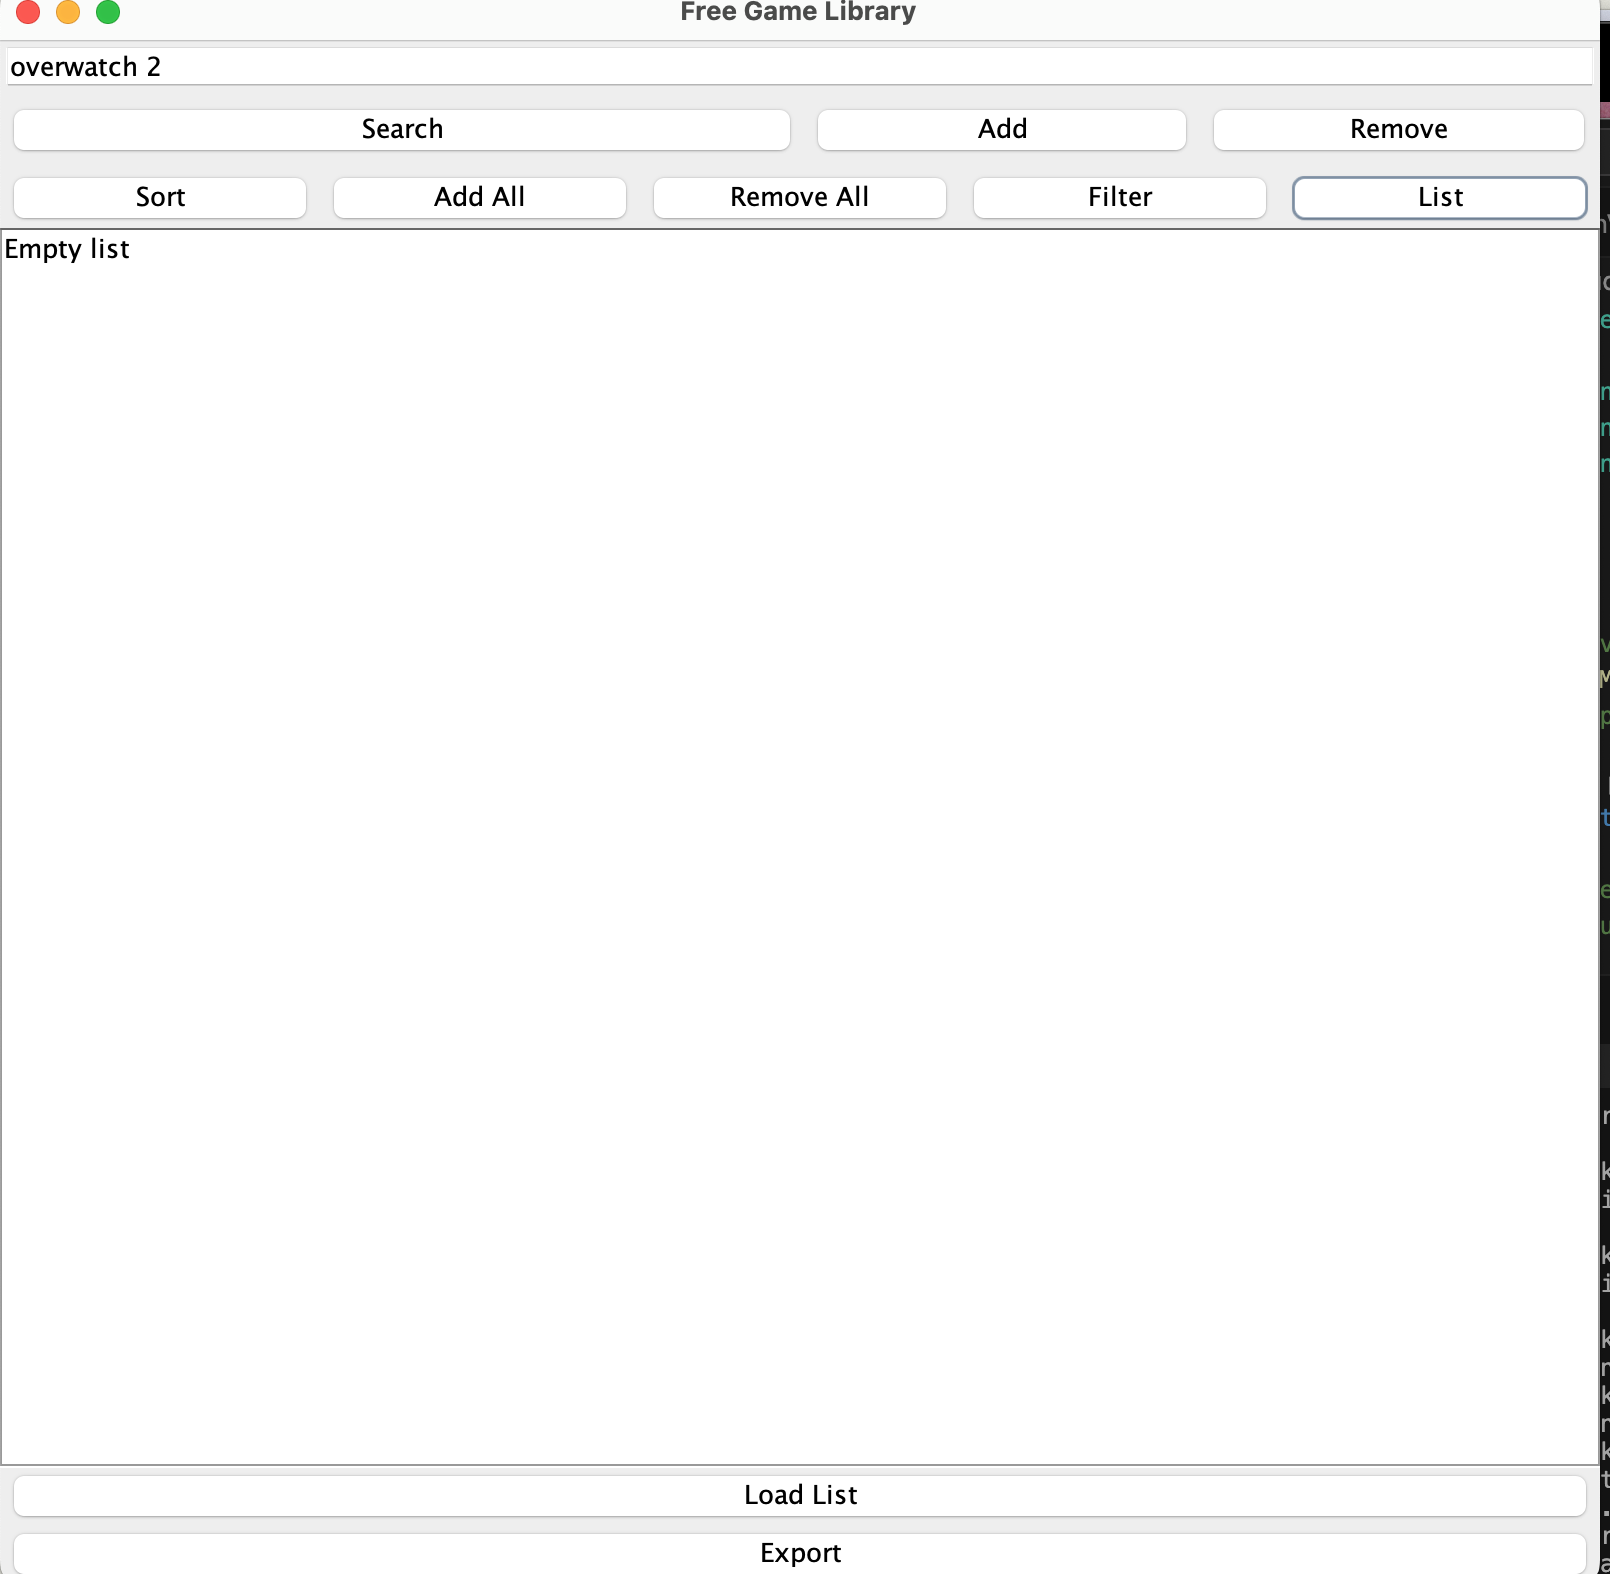 Free Game Library
overwatch 2
Search Add Remove
Sort Add All Remove All Filter List
Empty list
Load List
Export